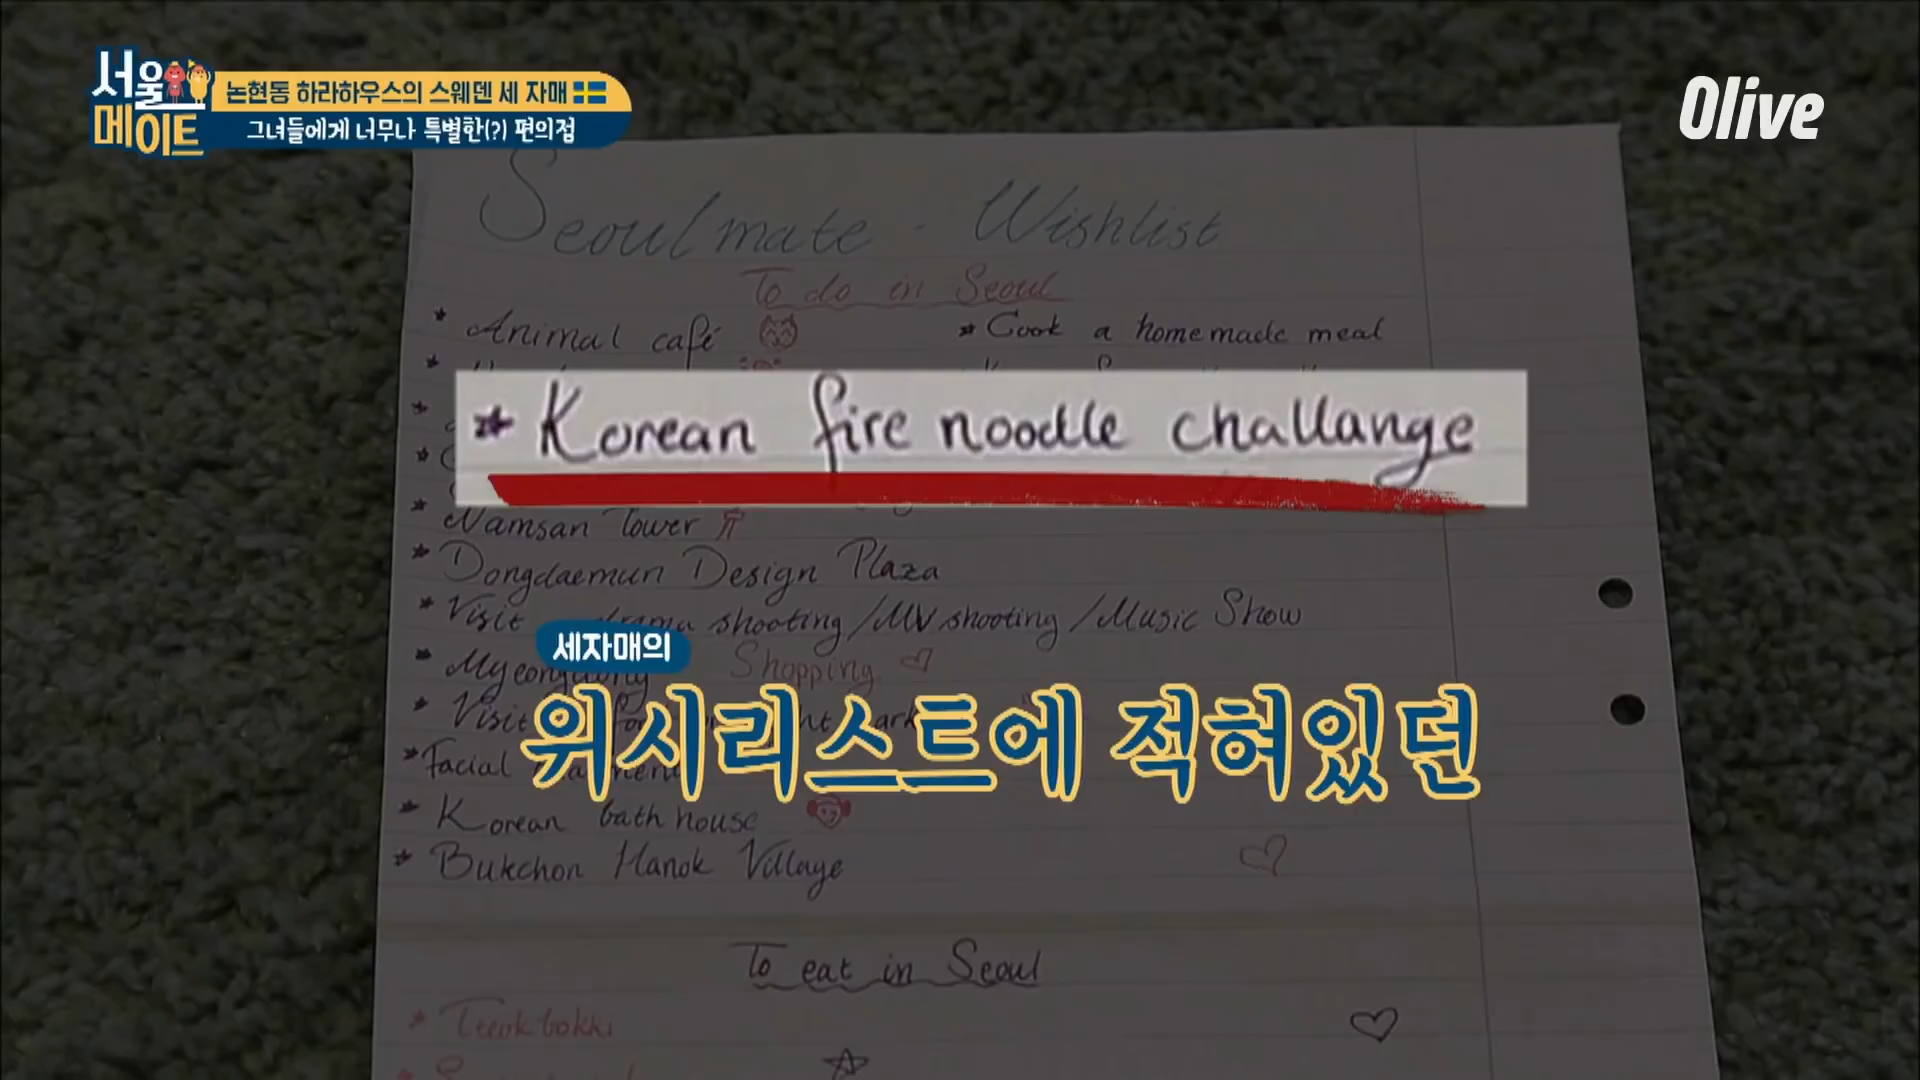 서울
메이트
논현동 하라하우스의 스웨덴 세 자매
그녀들에게 너무나 특별한(?) 편의점
Olive
Seoulmate - Wishlist
To do in Seoul
* Animal café
* Cook a homemade meal
* Korean fire noodle challange
* Namsan Tower
* Dongdaemun Design Plaza
* Visit drama shooting/MV shooting/Music Show
세자매의
* Myeongdong Shopping
* Visit
위시리스트에 적혀있던
* Facial
* Korean bath house
* Bukchon Hanok Village
To eat in Seoul
* Teeokbokki